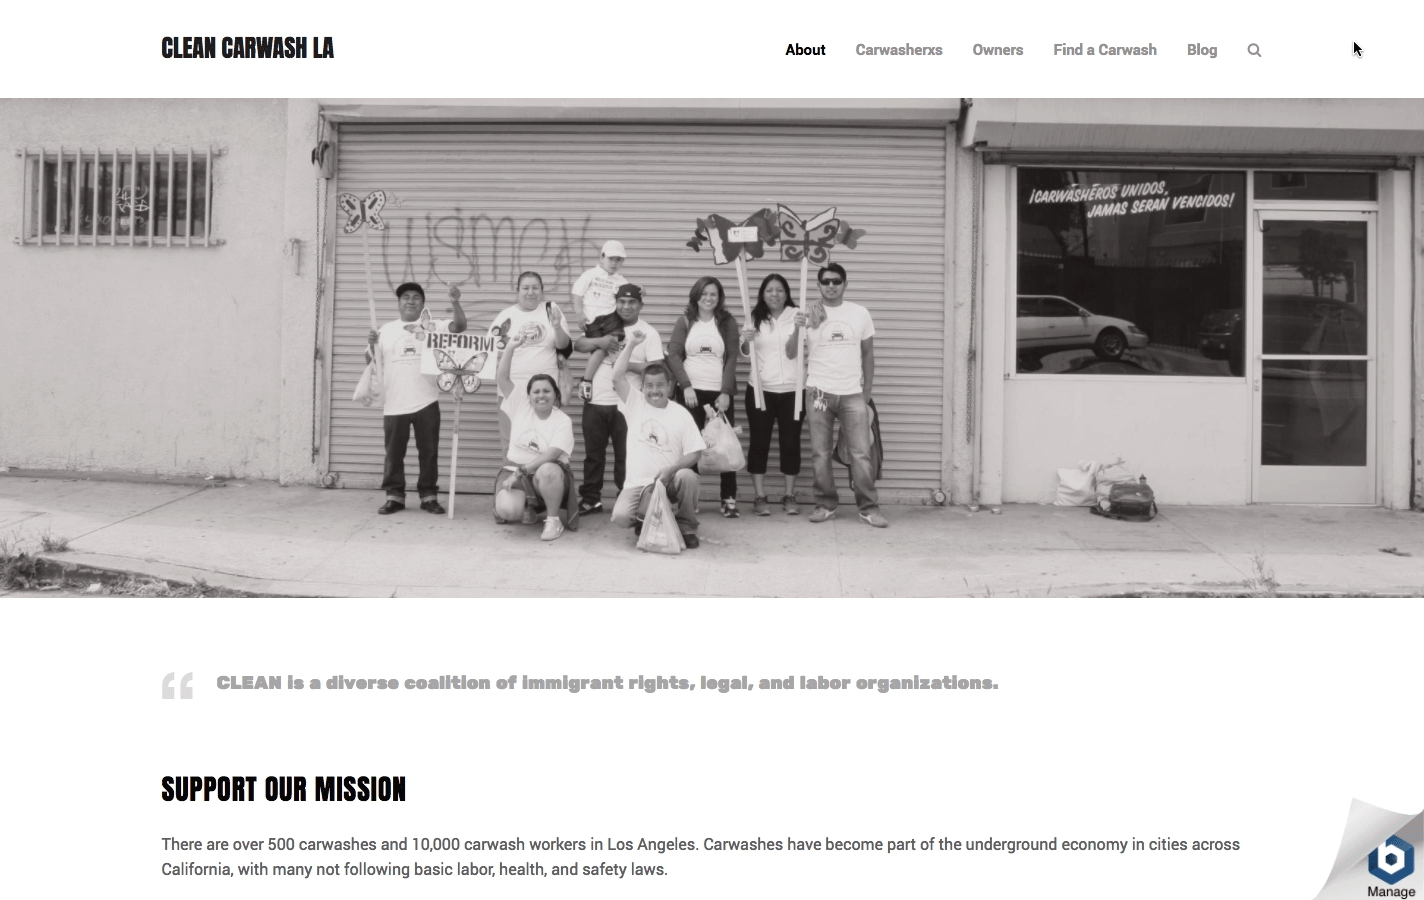 CLEAN CARWASH LA
About Carwasherxs Owners Find a Carwash Blog
¡CARWASHEROS UNIDOS,
JAMAS SERAN VENCIDOS!
REFORM
CLEAN is a diverse coalition of immigrant rights, legal, and labor organizations.
SUPPORT OUR MISSION
There are over 500 carwashes and 10,000 carwash workers in Los Angeles. Carwashes have become part of the underground economy in cities across
California, with many not following basic labor, health, and safety laws.
Manage